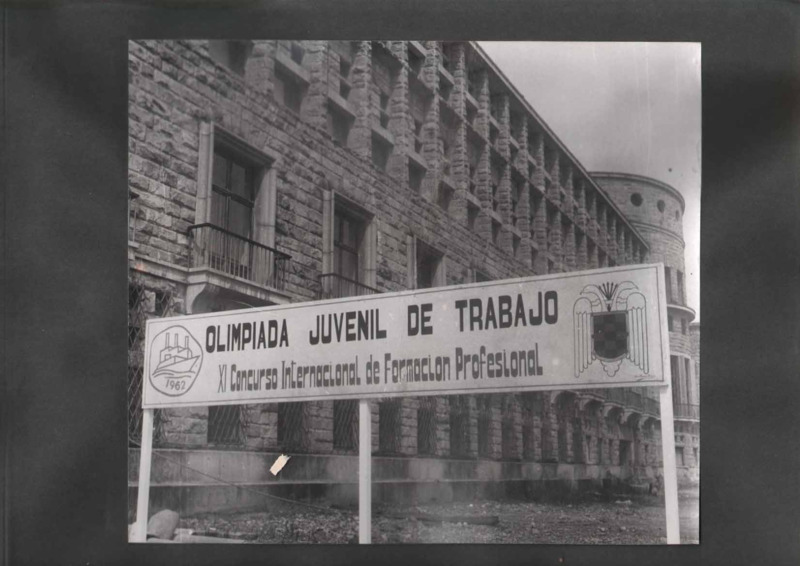 OLIMPIADA JUVENIL DE TRABAJO
XI Concurso Internacional de Formacion Profesional
1962